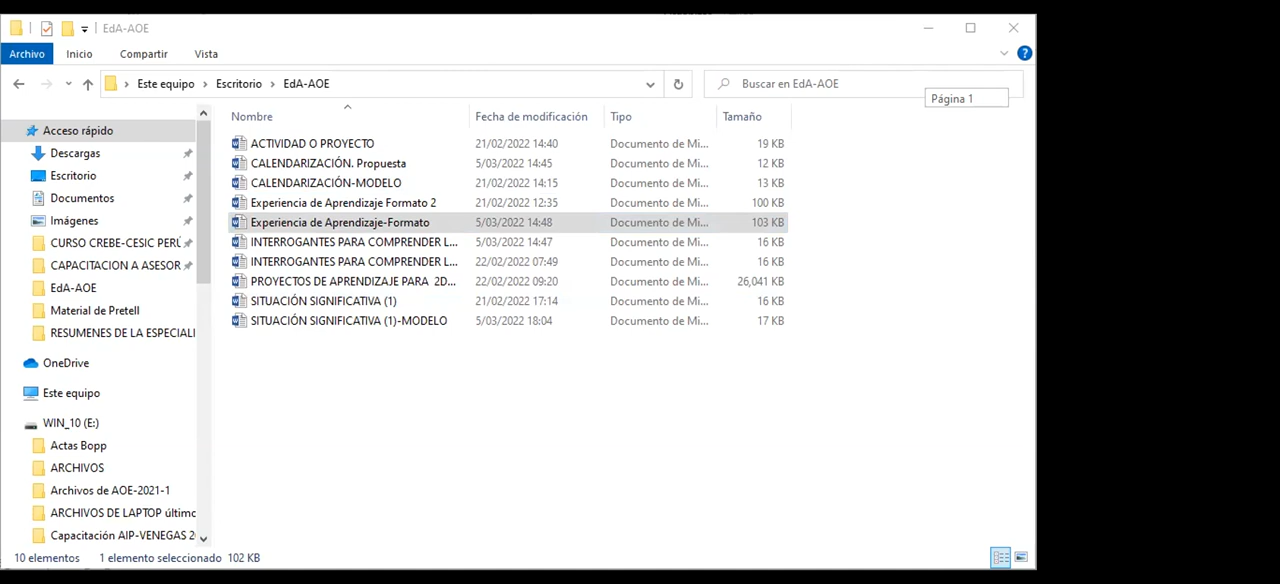 EdA-AOE
Archivo Inicio Compartir Vista
Este equipo Escritorio EdA-AOE Buscar en EdA-AOE
Página 1
Nombre Fecha de modificación Tipo Tamaño
Acceso rápido
Descargas
Escritorio
Documentos
Imágenes
CURSO CREBE-CESIC PERÚ
CAPACITACION A ASESOR
EdA-AOE
Material de Pretell
RESUMENES DE LA ESPECIALI
OneDrive
Este equipo
WIN_10 (E:)
Actas Bopp
ARCHIVOS
Archivos de AOE-2021-1
ARCHIVOS DE LAPTOP último
Capacitación AIP-VENEGAS 2
ACTIVIDAD O PROYECTO 21/02/2022 14:40 Documento de Mi... 19 KB
CALENDARIZACIÓN. Propuesta 5/03/2022 14:45 Documento de Mi... 12 KB
CALENDARIZACIÓN-MODELO 21/02/2022 14:15 Documento de Mi... 13 KB
Experiencia de Aprendizaje Formato 2 21/02/2022 12:35 Documento de Mi... 100 KB
Experiencia de Aprendizaje-Formato 5/03/2022 14:48 Documento de Mi... 103 KB
INTERROGANTES PARA COMPRENDER L... 5/03/2022 14:47 Documento de Mi... 16 KB
INTERROGANTES PARA COMPRENDER L... 22/02/2022 07:49 Documento de Mi... 16 KB
PROYECTOS DE APRENDIZAJE PARA 2D... 22/02/2022 09:20 Documento de Mi... 26,041 KB
SITUACIÓN SIGNIFICATIVA (1) 21/02/2022 17:14 Documento de Mi... 16 KB
SITUACIÓN SIGNIFICATIVA (1)-MODELO 5/03/2022 18:04 Documento de Mi... 17 KB
10 elementos 1 elemento seleccionado 102 KB